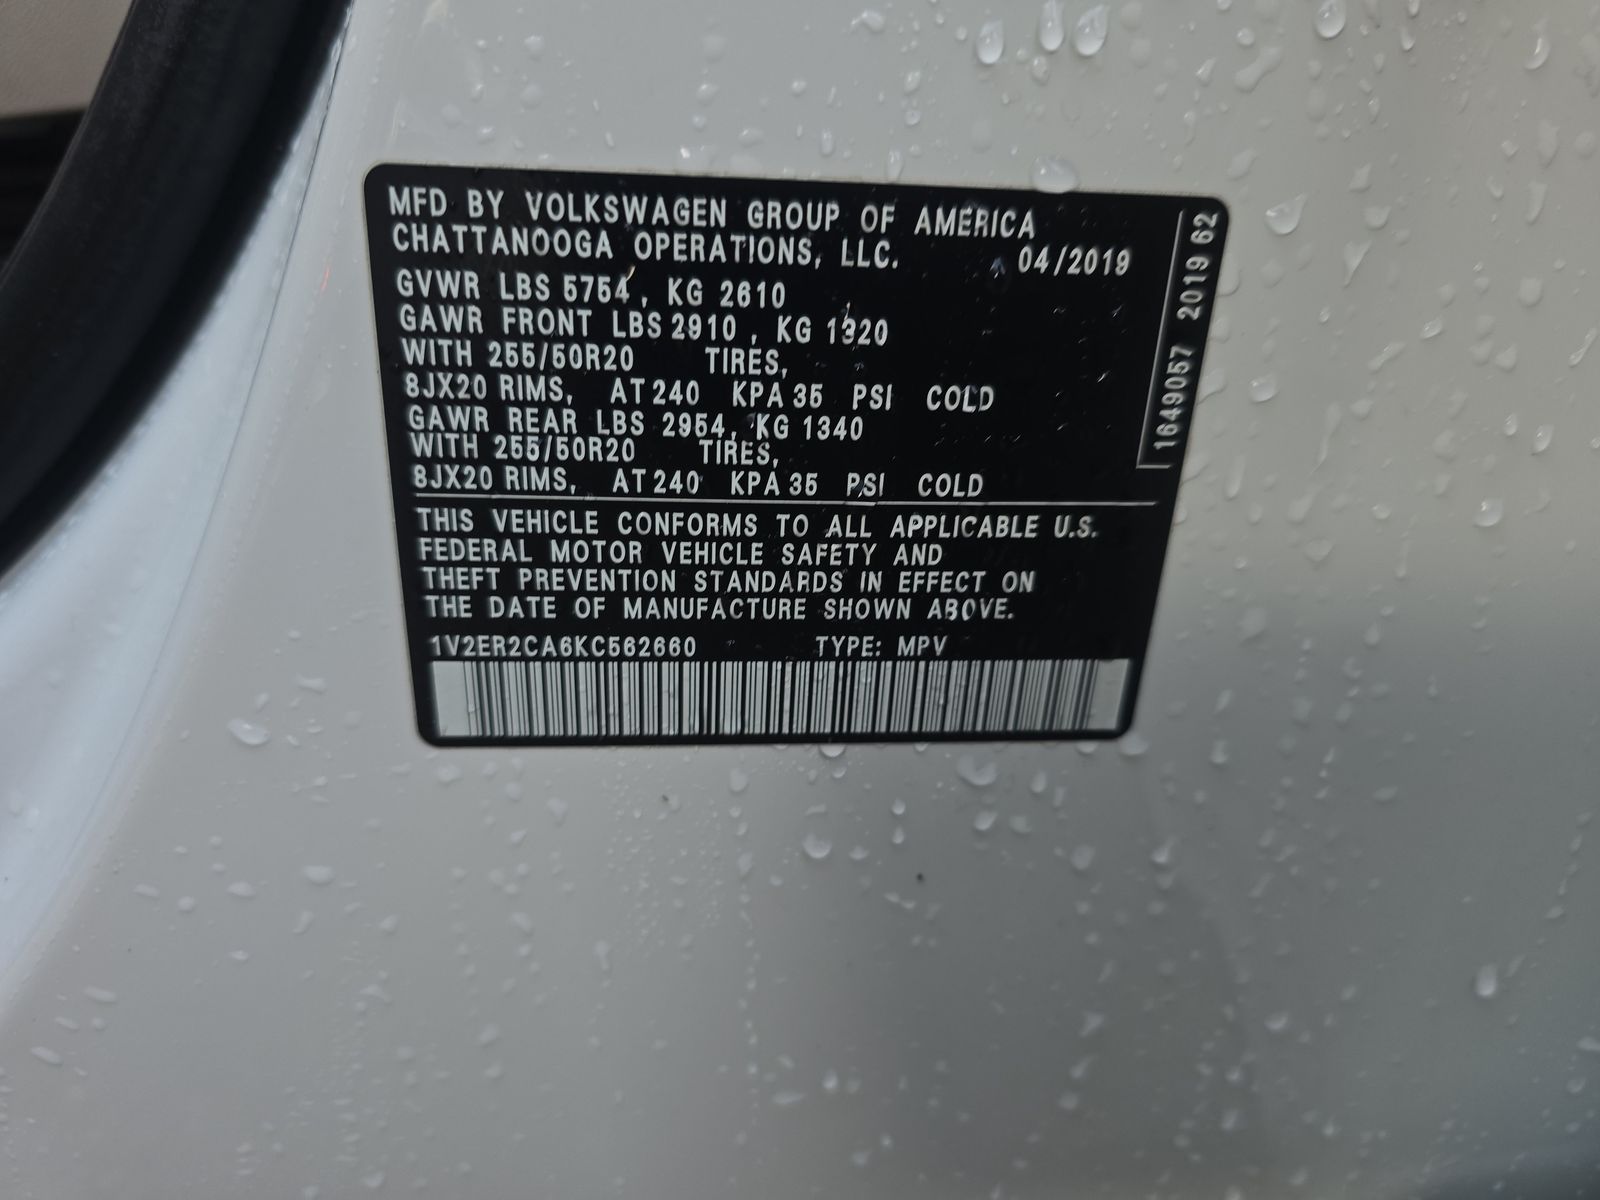 MFD BY VOLKSWAGEN GROUP OF AMERICA
CHATTANOOGA OPERATIONS, LLC. 04/2019
GVWR LBS 5754, KG 2610
GAWR FRONT LBS 2910, KG 1320
WITH 255/50R20 TIRES,
8JX20 RIMS, AT 240 KPA 35 PSI COLD
GAWR REAR LBS 2954, KG 1340
WITH 255/50R20 TIRES,
8JX20 RIMS, AT 240 KPA 35 PSI COLD
THIS VEHICLE CONFORMS TO ALL APPLICABLE U.S.
FEDERAL MOTOR VEHICLE SAFETY AND
THEFT PREVENTION STANDARDS IN EFFECT ON
THE DATE OF MANUFACTURE SHOWN ABOVE.
1V2ER2CA6KC562660 TYPE: MPV
1649057 2019 62